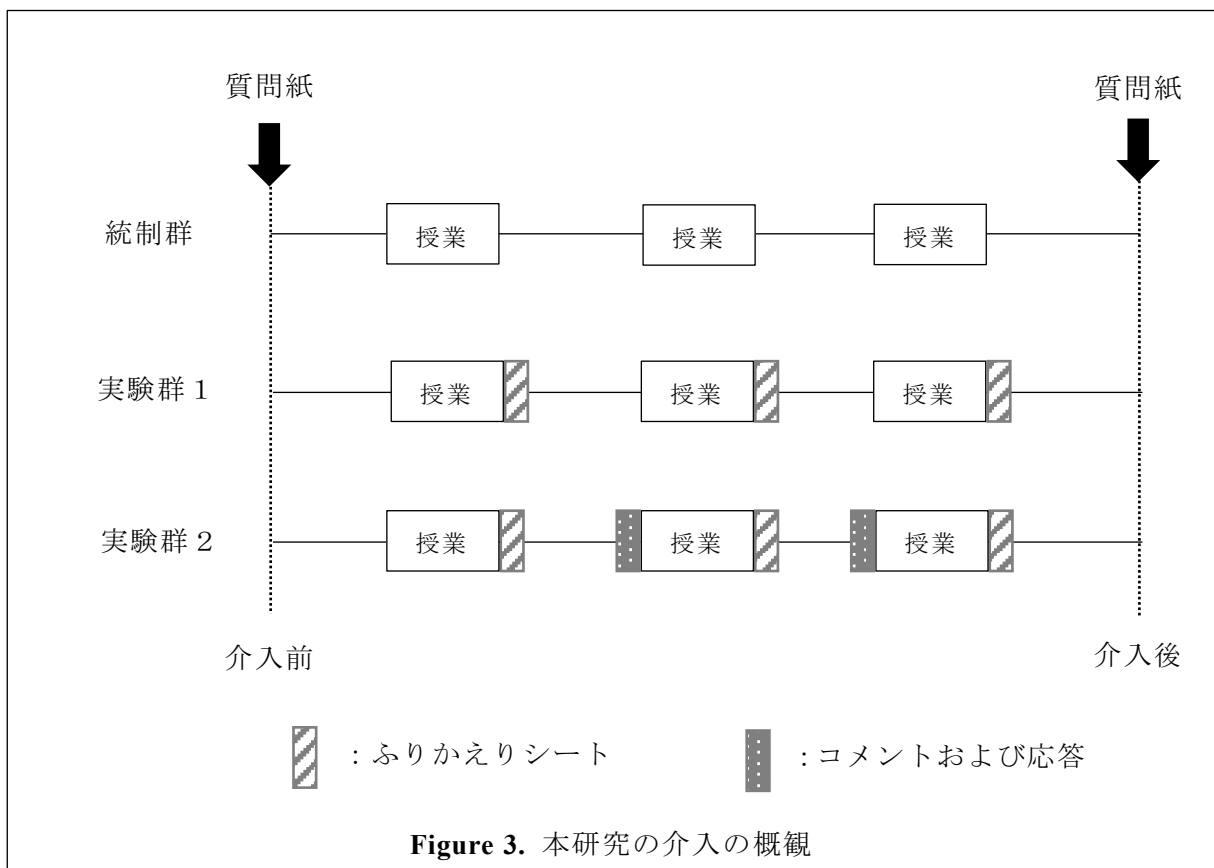 質問紙 質問紙
統制群 授業 授業 授業
実験群１ 授業 授業 授業
実験群２ 授業 授業 授業
介入前 介入後
：ふりかえりシート ：コメントおよび応答
Figure 3. 本研究の介入の概観